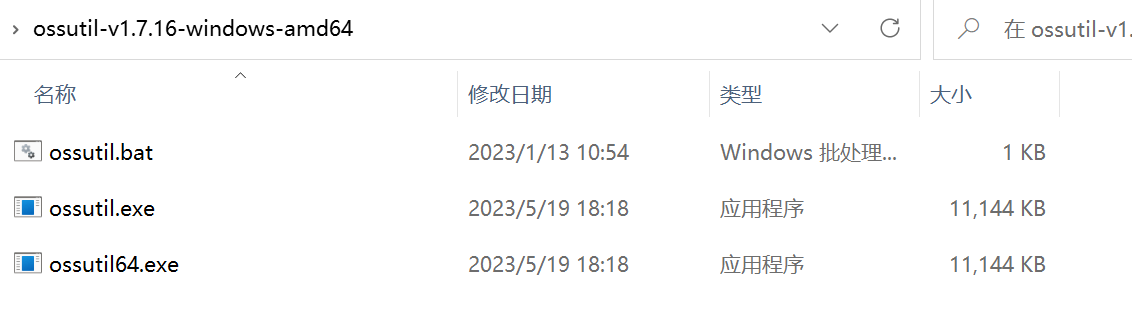 ossutil-v1.7.16-windows-amd64 在 ossutil-v1.
名称 修改日期 类型 大小
ossutil.bat 2023/1/13 10:54 Windows 批处理... 1 KB
ossutil.exe 2023/5/19 18:18 应用程序 11,144 KB
ossutil64.exe 2023/5/19 18:18 应用程序 11,144 KB